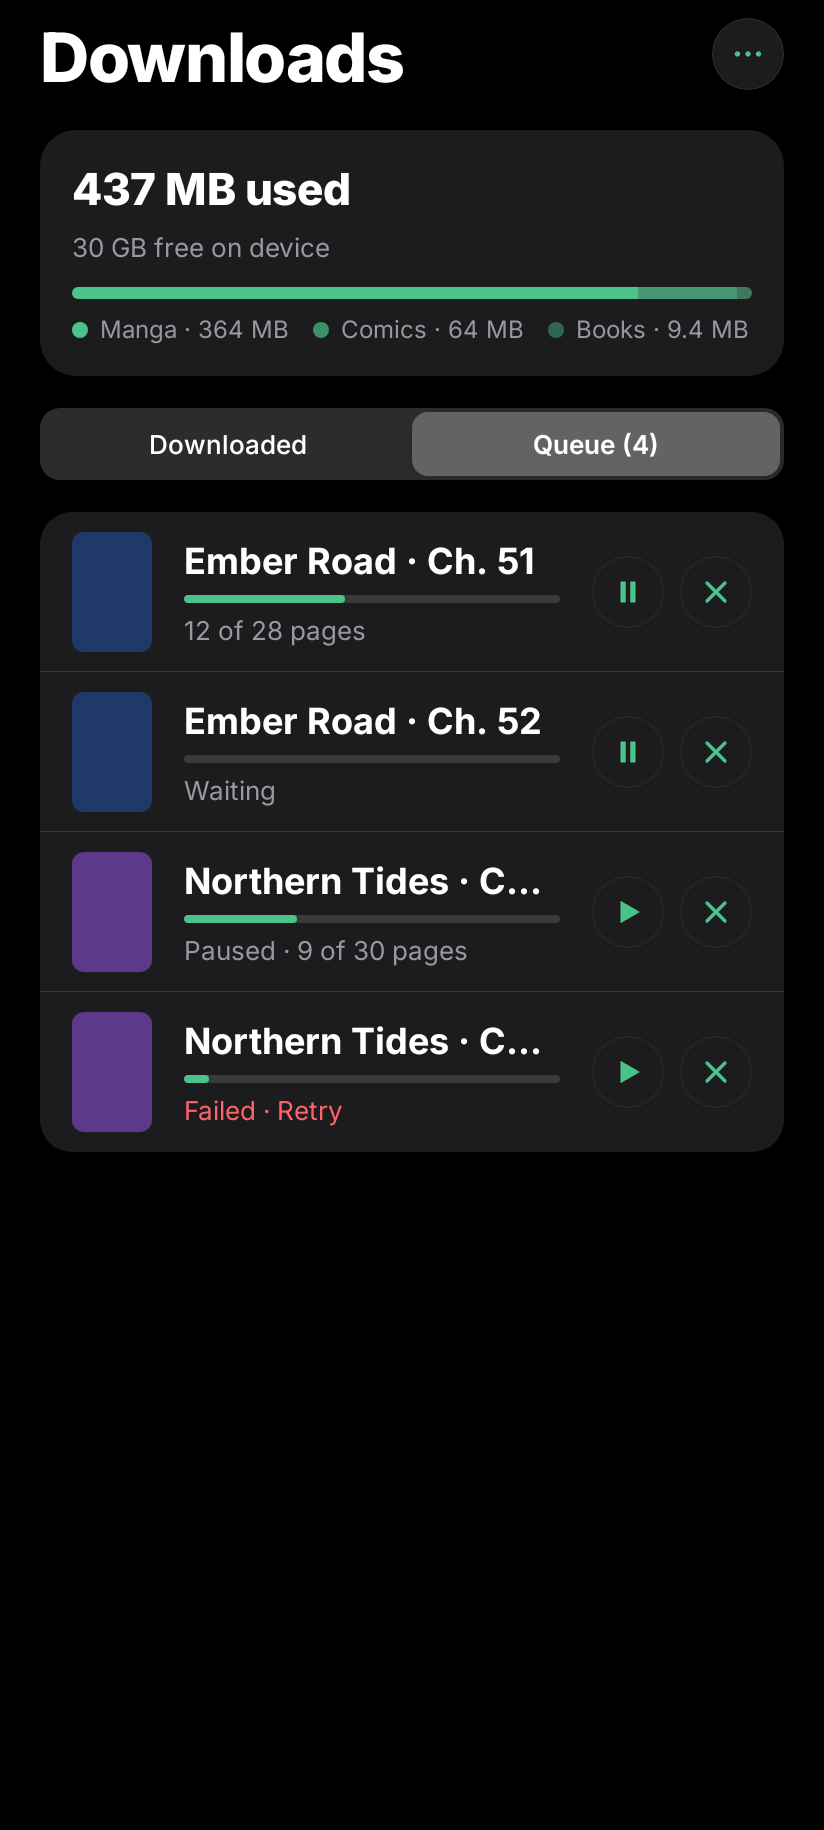 Downloads
437 MB used
30 GB free on device
Manga · 364 MB Comics · 64 MB Books · 9.4 MB
Downloaded Queue (4)
Ember Road · Ch. 51
12 of 28 pages
Ember Road · Ch. 52
Waiting
Northern Tides · C...
Paused · 9 of 30 pages
Northern Tides · C...
Failed · Retry